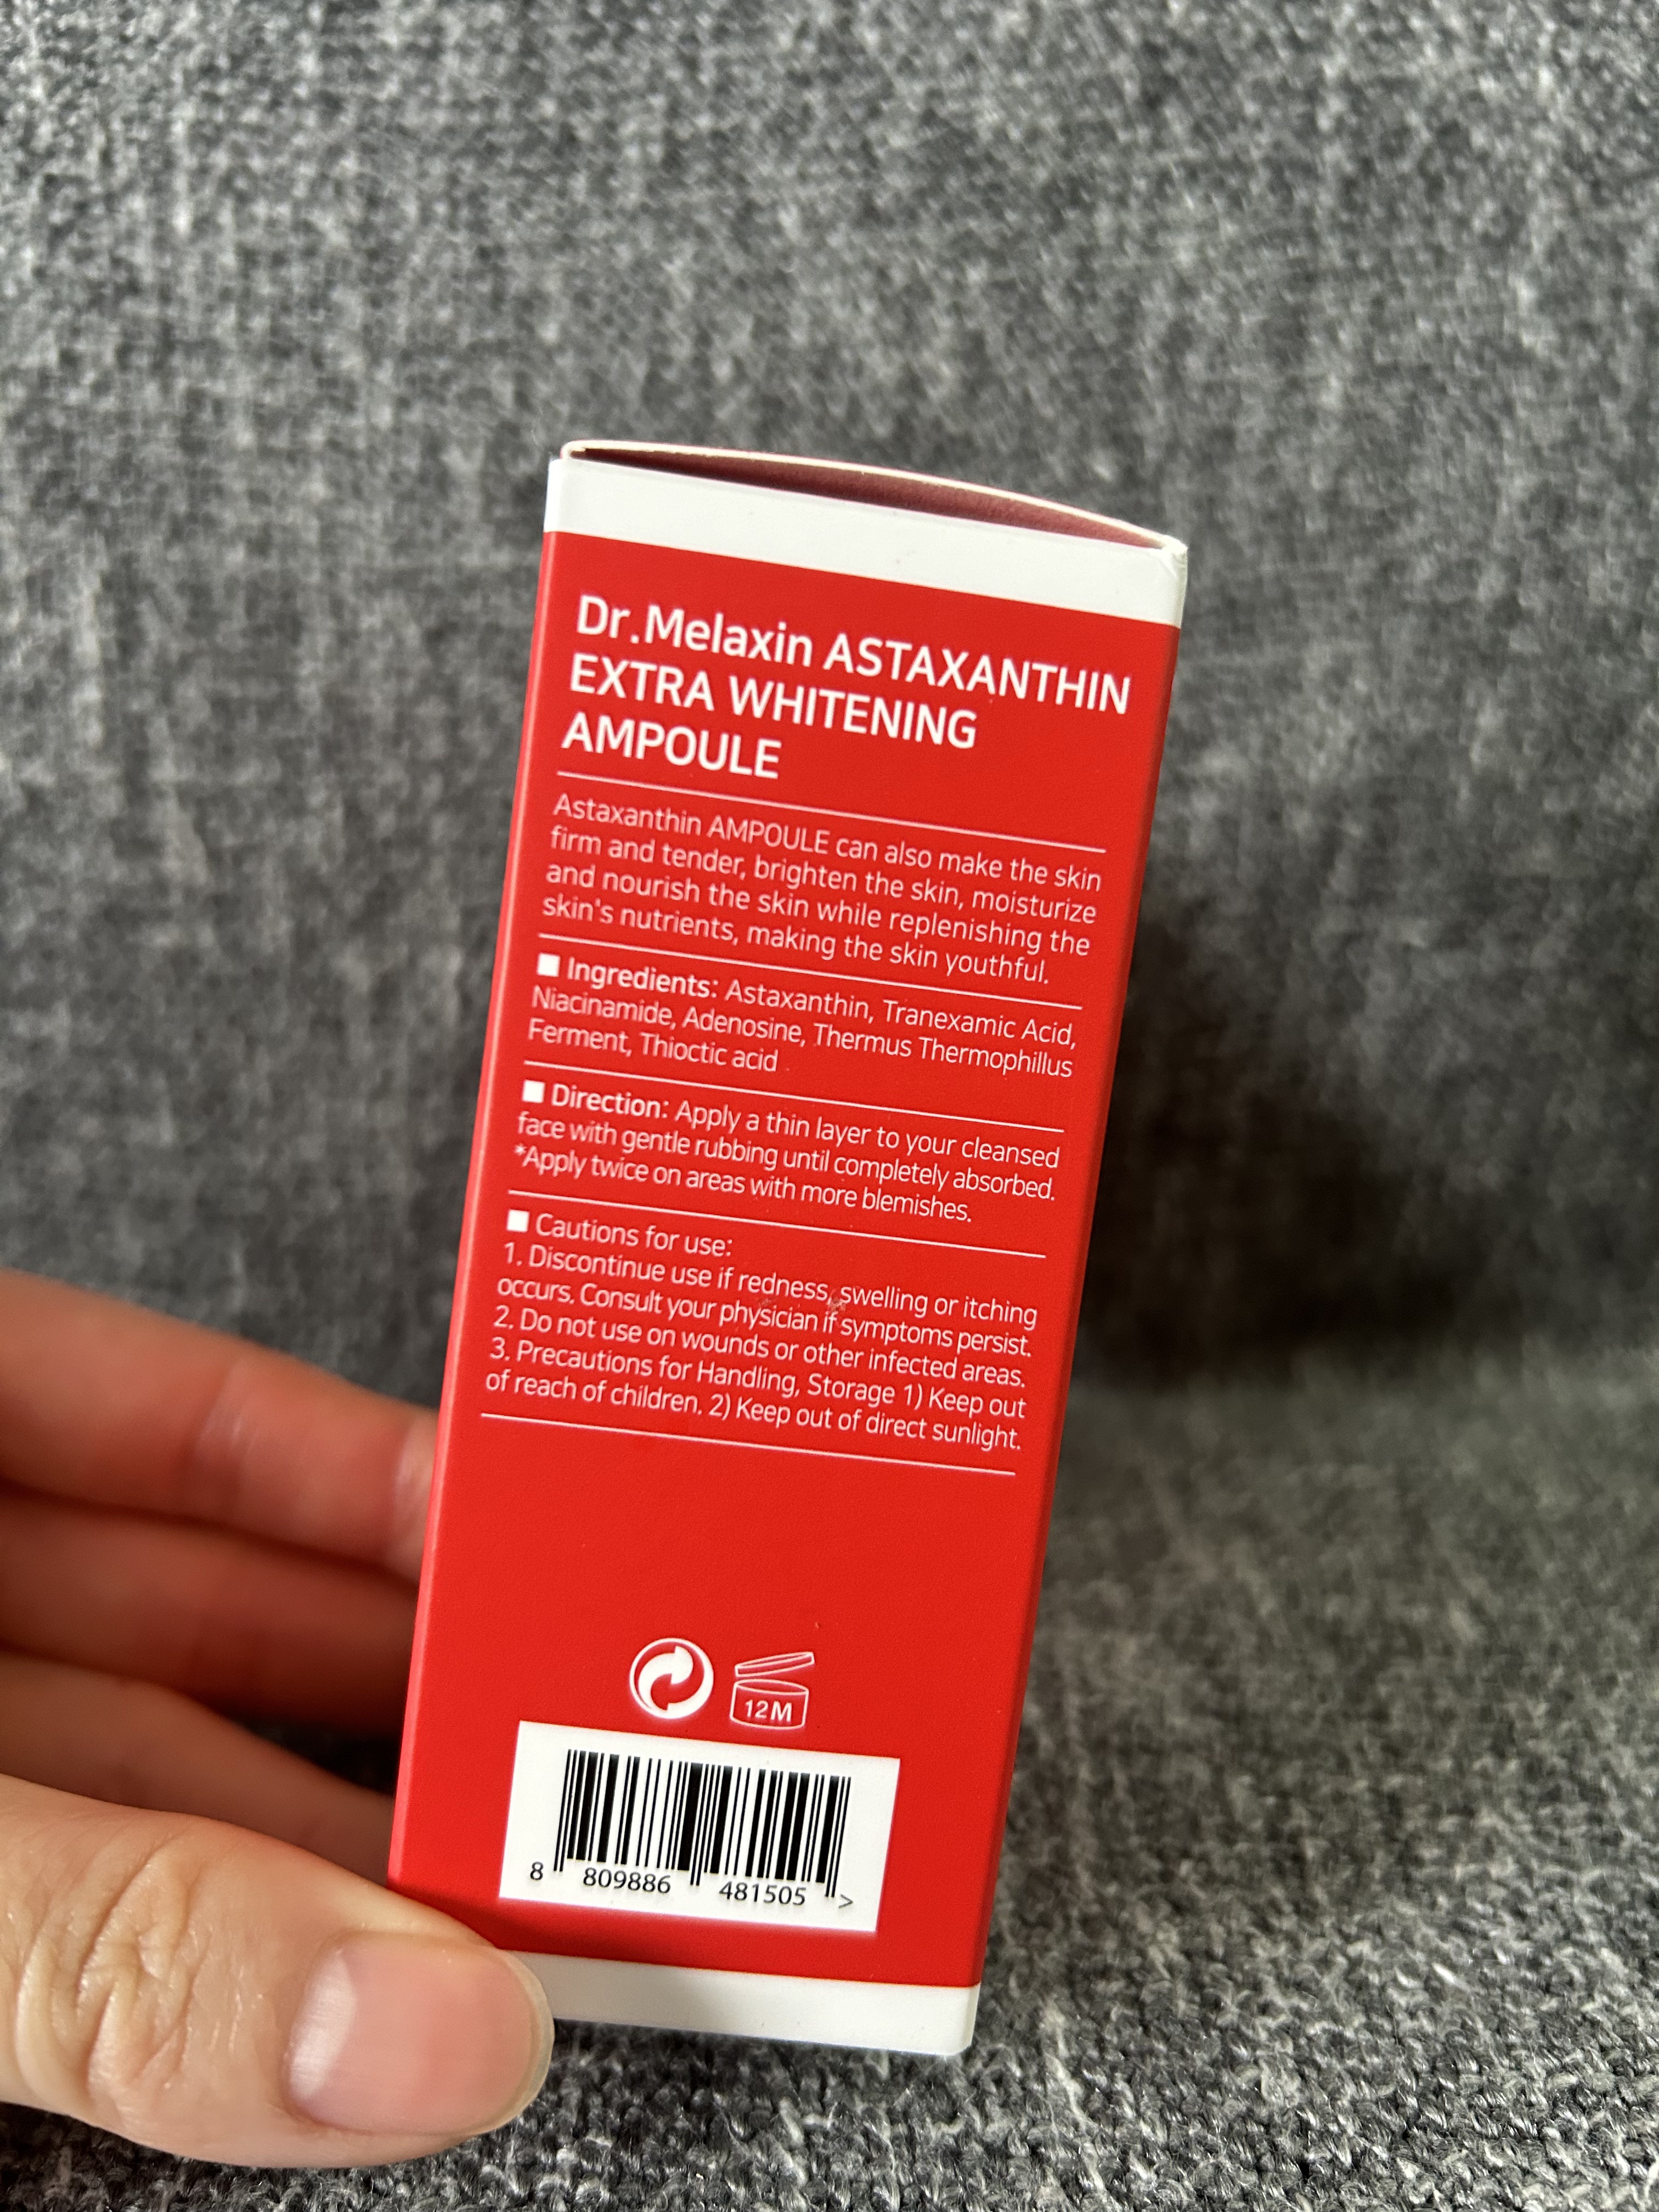 Dr.Melaxin ASTAXANTHIN
EXTRA WHITENING
AMPOULE
Astaxanthin AMPOULE can also make the skin
firm and tender, brighten the skin, moisturize
and nourish the skin while replenishing the
skin's nutrients, making the skin youthful.
■ Ingredients: Astaxanthin, Tranexamic Acid,
Niacinamide, Adenosine, Thermus Thermophillus
Ferment, Thioctic acid
■ Direction: Apply a thin layer to your cleansed
face with gentle rubbing until completely absorbed.
*Apply twice on areas with more blemishes.
■ Cautions for use:
1. Discontinue use if redness, swelling or itching
occurs. Consult your physician if symptoms persist.
2. Do not use on wounds or other infected areas.
3. Precautions for Handling, Storage 1) Keep out
of reach of children. 2) Keep out of direct sunlight.
12M
8 809886 481505 >